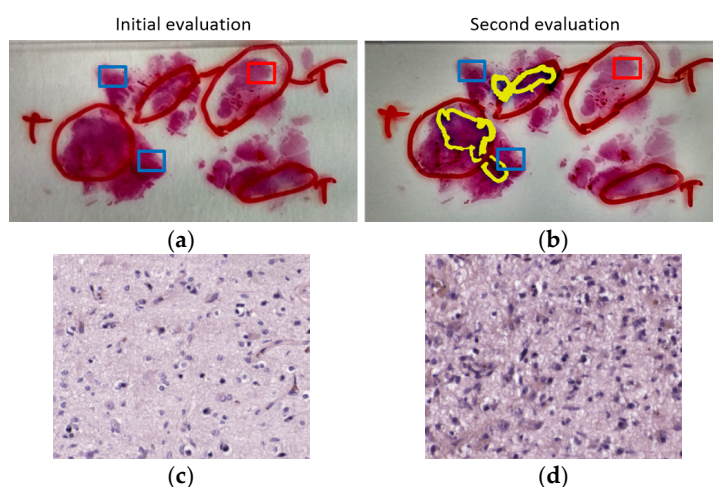 Initial evaluation
Second evaluation
T
T
T
T
T
T
(a)
(b)
(c)
(d)